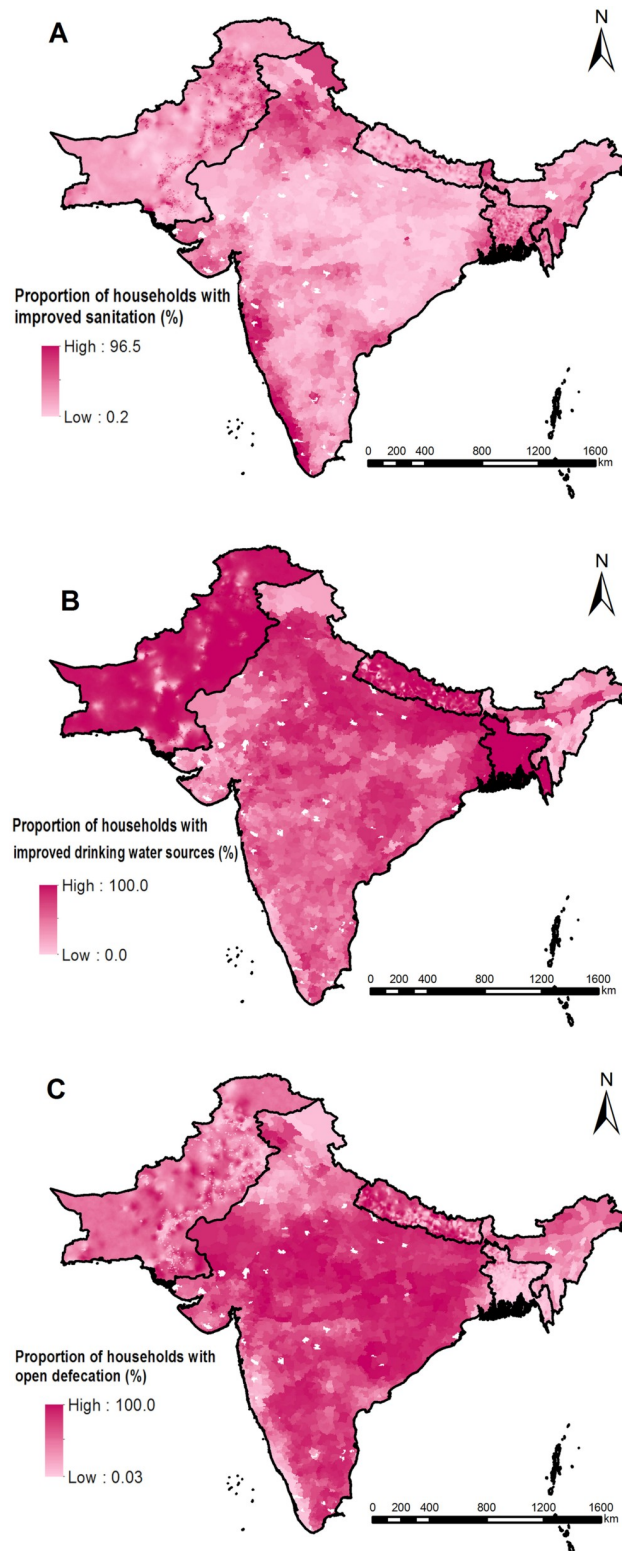 A
N
Proportion of households with
improved sanitation (%)
High : 96.5
Low : 0.2
0 200 400 800 1200 1600
km
B
N
Proportion of households with
improved drinking water sources (%)
High : 100.0
Low : 0.0
0 200 400 800 1200 1600
km
C
N
Proportion of households with
open defecation (%)
High : 100.0
Low : 0.03
0 200 400 800 1200 1600
km